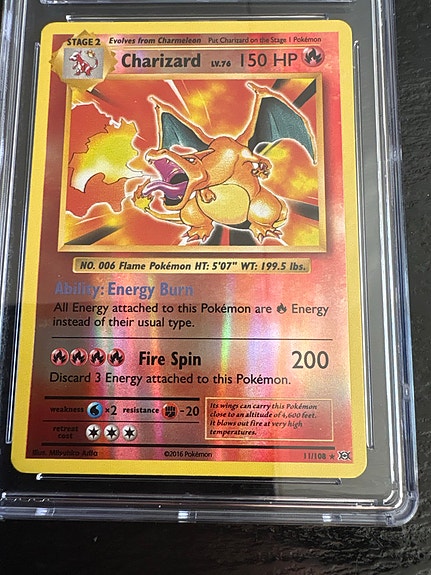 STAGE 2 Evolves from Charmeleon Put Charizard on the Stage 1 Pokémon
Charizard LV.76 150 HP
NO. 006 Flame Pokémon HT: 5'07" WT: 199.5 lbs.
Ability: Energy Burn
All Energy attached to this Pokémon are Energy
instead of their usual type.
Fire Spin 200
Discard 3 Energy attached to this Pokémon.
weakness ×2 resistance -20
retreat
cost
Its wings can carry this Pokémon
close to an altitude of 4,600 feet.
It blows out fire at very high
temperatures.
Illus. Mitsuhiro Arita
©2016 Pokémon
11/108 ★